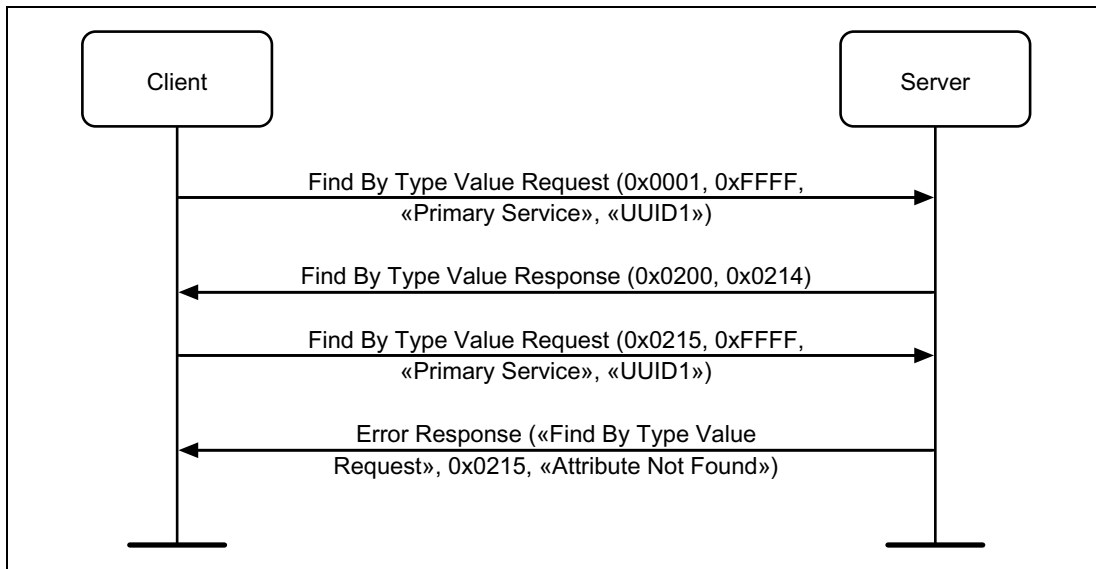 Client
Server
Find By Type Value Request (0x0001, 0xFFFF,
«Primary Service», «UUID1»)
Find By Type Value Response (0x0200, 0x0214)
Find By Type Value Request (0x0215, 0xFFFF,
«Primary Service», «UUID1»)
Error Response («Find By Type Value
Request», 0x0215, «Attribute Not Found»)